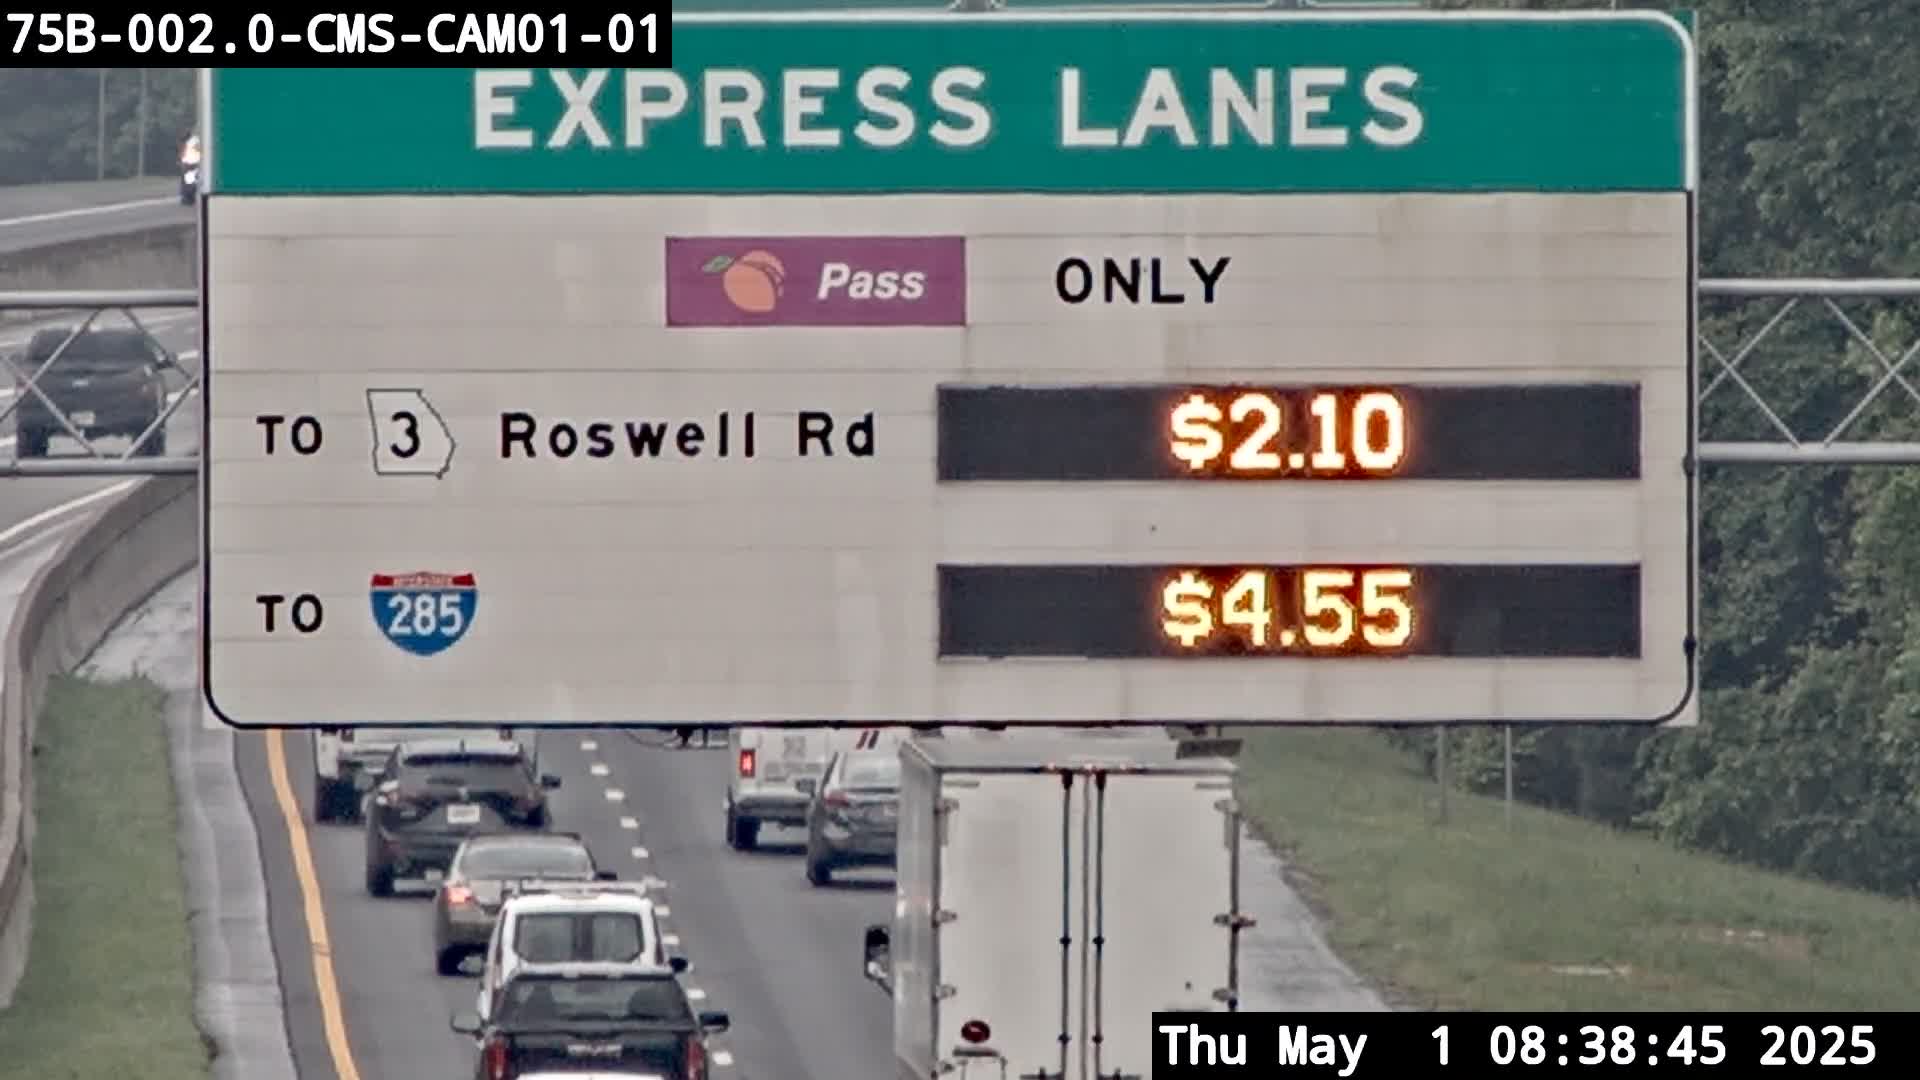 75B-002.0-CMS-CAM01-01
EXPRESS LANES
Pass ONLY
TO 3 Roswell Rd $2.10
TO INTERSTATE 285 $4.55
Thu May 1 08:38:45 2025